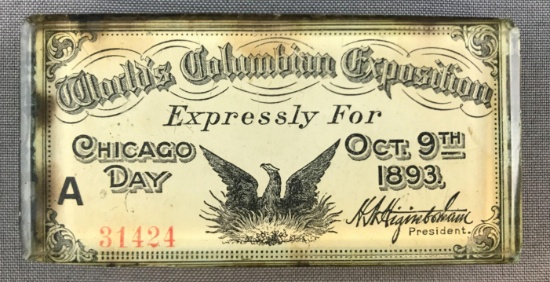 World's Columbian Exposition
Expressly For
CHICAGO DAY
OCT. 9TH 1893.
A
31424
H.N. Higinbotham
President.